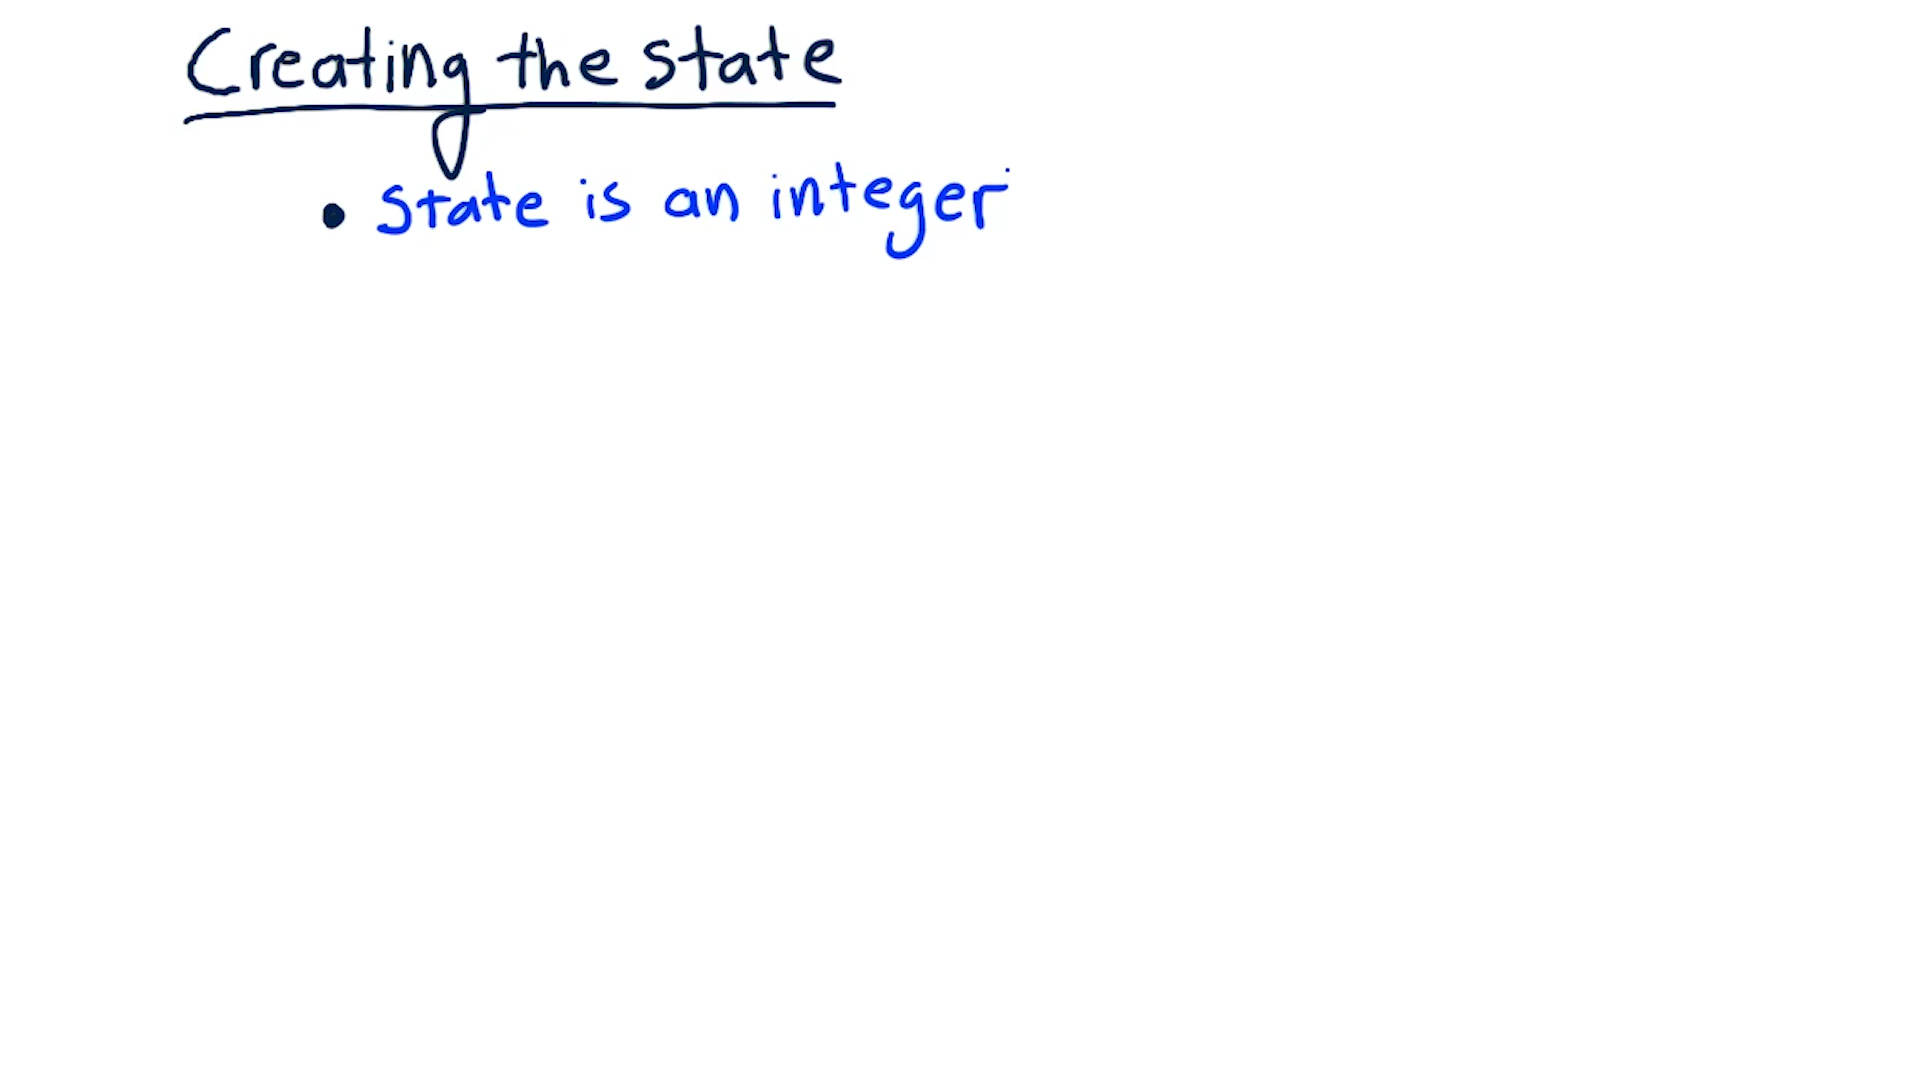 Creating the state
• State is an integer